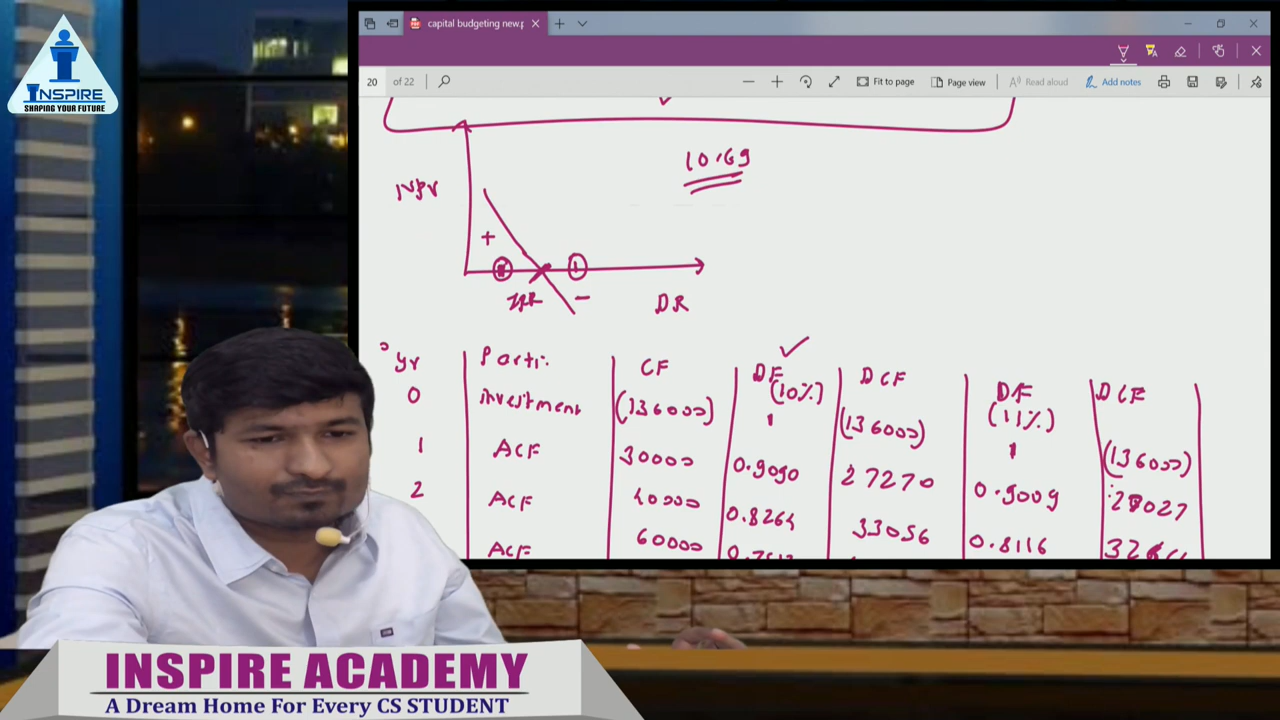 INSPIRE
SHAPING YOUR FUTURE
capital budgeting new.p
20 of 22
Fit to page
Page view
Read aloud
Add notes
10.69
NPV
+
IRR
-
DR
Yr Parti: CF DF (10%) DCF DF (11%) DCF
0 investment (136000) 1 (136000) 1 (136000)
1 ACF 30000 0.9090 27270 0.9009 27027
2 ACF 40000 0.8264 33056 0.8116
ACF 60000
INSPIRE ACADEMY
A Dream Home For Every CS STUDENT